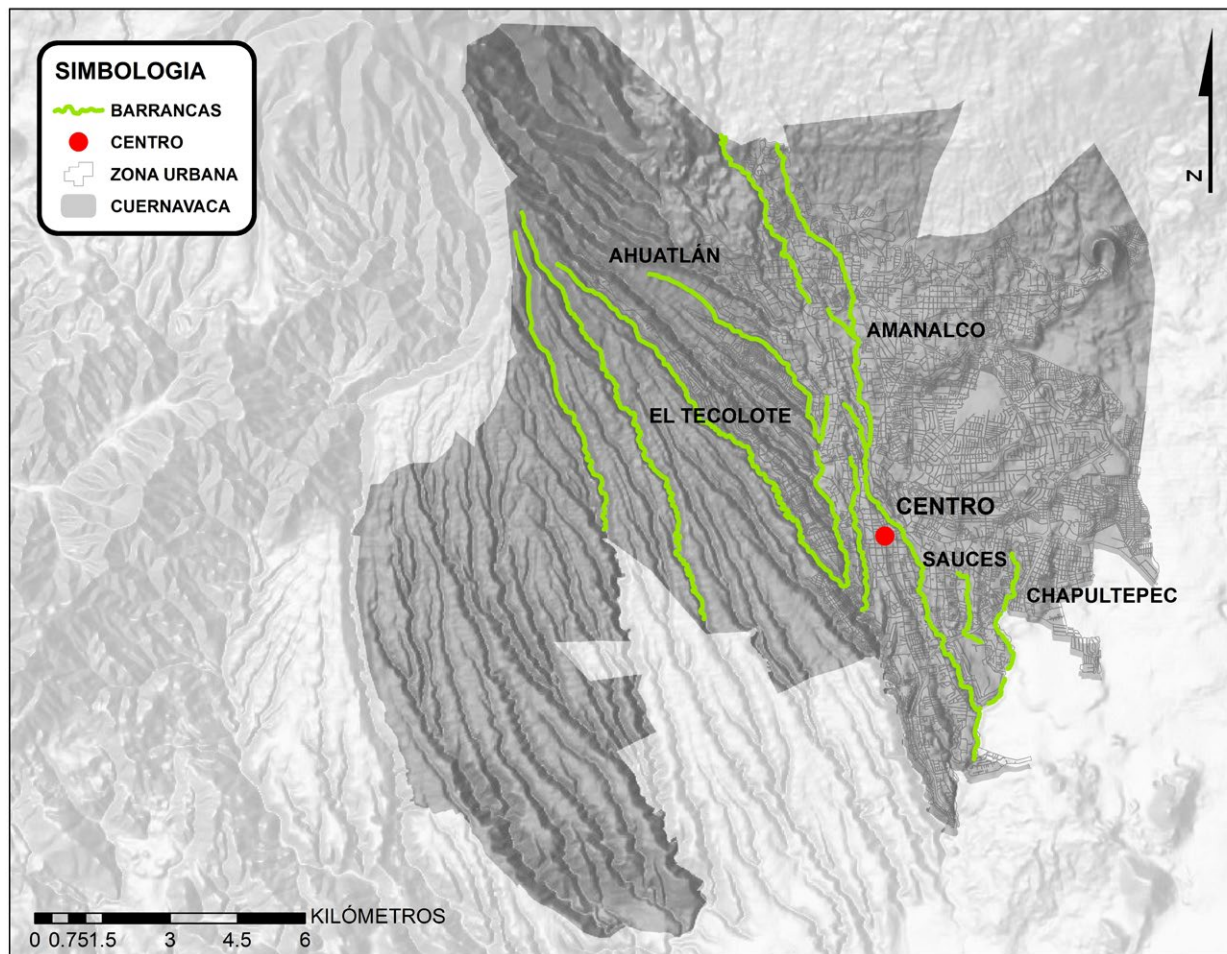 SIMBOLOGIA
BARRANCAS
CENTRO
ZONA URBANA
CUERNAVACA
N
AHUATLÁN
AMANALCO
EL TECOLOTE
CENTRO
SAUCES
CHAPULTEPEC
KILÓMETROS
0 0.751.5 3 4.5 6